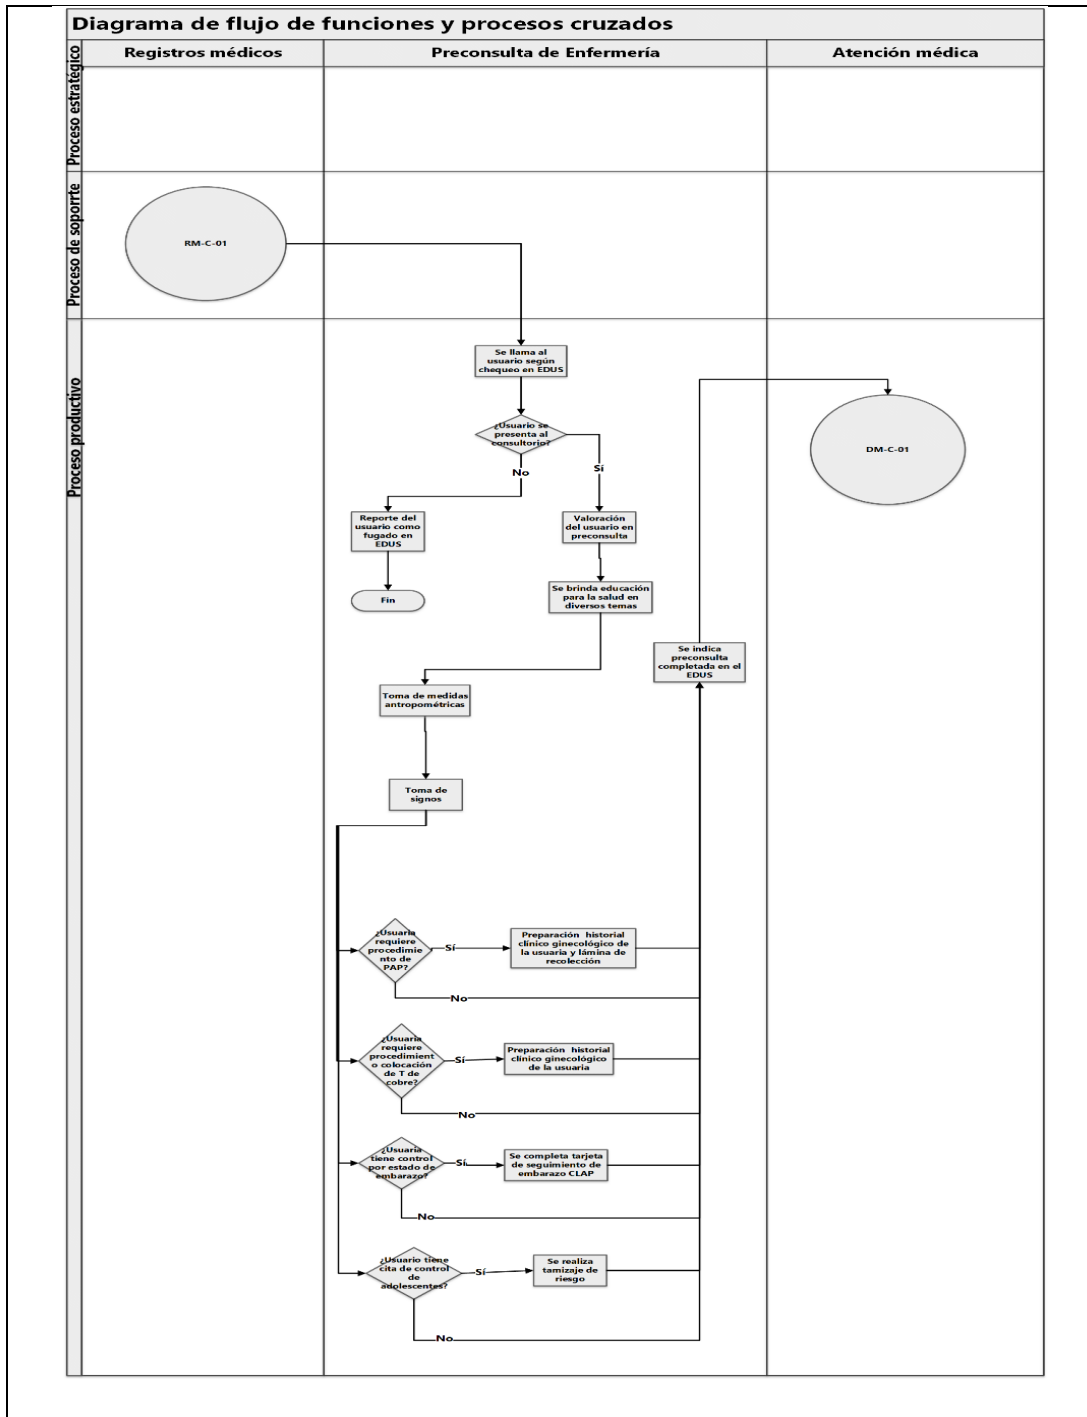 Diagrama de flujo de funciones y procesos cruzados
Registros médicos
Preconsulta de Enfermería
Atención médica
Proceso estratégico
Proceso de soporrte
RM-C-01
Proceso productivo
Se llama al
usuario según
chequeo en EDUS
¿Usuario se
presenta al
consultorio?
No
Sí
DM-C-01
Reporte del
usuario como
fugado en
EDUS
Valoración
del usuario en
preconsulta
Fin
Se brinda educación
para la salud en
diversos temas
Se indica
preconsulta
completada en el
EDUS
Toma de medidas
antropométricas
Toma de
signos
¿Usuaria
requiere
procedimie
nto de
PAP?
Sí
Preparación historial
clínico ginecológico de
la usuaria y lámina de
recolección
No
¿Usuaria
requiere
procedimient
o colocación
de T de
cobre?
Sí
Preparación historial
clínico ginecológico
de la usuaria
No
¿Usuaria
tiene control
por estado de
embarazo?
Sí
Se completa tarjeta
de seguimiento de
embarazo CLAP
No
¿Usuario tiene
cita de control
de
adolescentes?
Sí
Se realiza
tamizaje de
riesgo
No